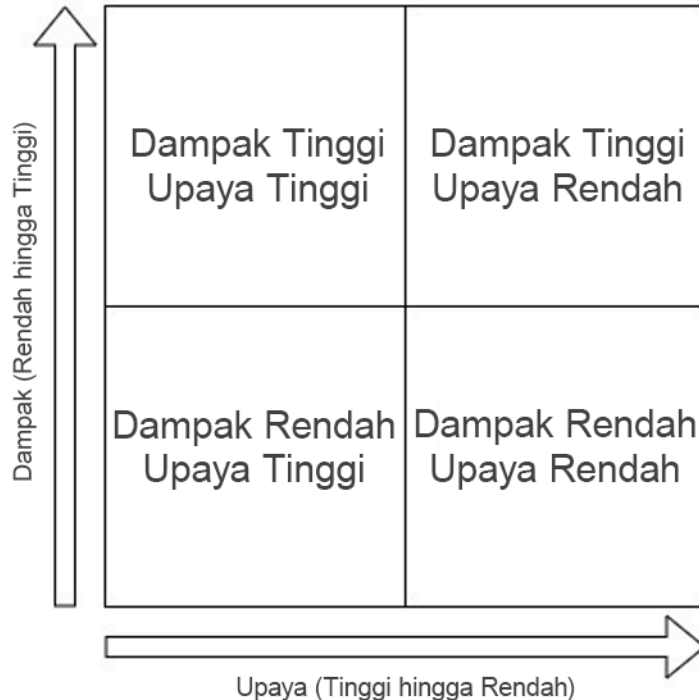 Dampak (Rendah hingga Tinggi)
Dampak Tinggi
Upaya Tinggi
Dampak Tinggi
Upaya Rendah
Dampak Rendah
Upaya Tinggi
Dampak Rendah
Upaya Rendah
Upaya (Tinggi hingga Rendah)